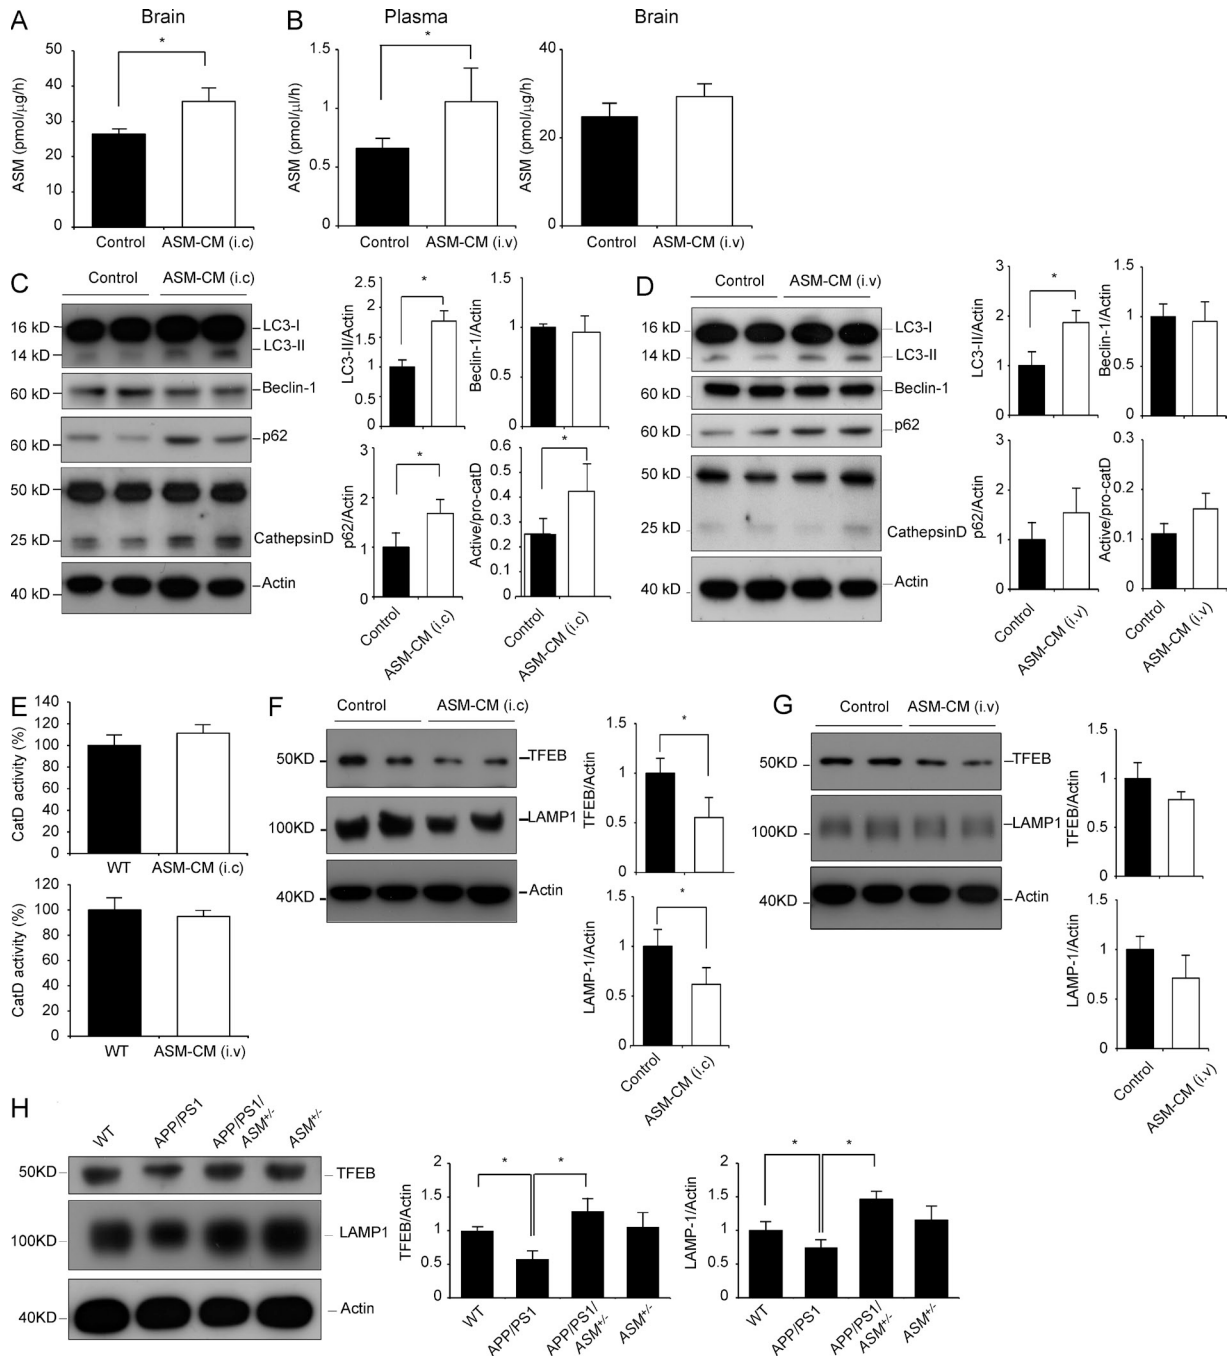 A
Brain
ASM (pmol/μg/h)
50
40
30
20
10
0
*
Control
ASM-CM (i.c)
B
Plasma
ASM (pmol/μl/h)
1.5
1
0.5
0
*
Control
ASM-CM (i.v)
Brain
ASM (pmol/μg/h)
40
20
0
Control
ASM-CM (i.v)
C
Control
ASM-CM (i.c)
16 kD
14 kD
60 kD
60 kD
50 kD
25 kD
40 kD
LC3-I
LC3-II
Beclin-1
p62
CathepsinD
Actin
LC3-II/Actin
2.5
2
1.5
1
0.5
0
*
Beclin-1/Actin
1.5
1
0.5
0
p62/Actin
3
2
1
0
*
Control
ASM-CM (i.c)
Active/pro-catD
0.6
0.5
0.4
0.3
0.2
0.1
0
*
Control
ASM-CM (i.c)
D
Control
ASM-CM (i.v)
16 kD
14 kD
60 kD
60 kD
50 kD
25 kD
40 kD
LC3-I
LC3-II
Beclin-1
p62
CathepsinD
Actin
LC3-II/Actin
3
2
1
0
*
Beclin-1/Actin
1.5
1
0.5
0
p62/Actin
3
2
1
0
Control
ASM-CM (i.v)
Active/pro-catD
0.3
0.2
0.1
0
Control
ASM-CM (i.v)
E
CatD activity (%)
140
120
100
80
60
40
20
0
WT
ASM-CM (i.c)
CatD activity (%)
120
100
80
60
40
20
0
WT
ASM-CM (i.v)
F
Control
ASM-CM (i.c)
50KD
100KD
40KD
TFEB
LAMP1
Actin
TFEB/Actin
1.5
1
0.5
0
*
LAMP-1/Actin
1.5
1
0.5
0
*
Control
ASM-CM (i.c)
G
Control
ASM-CM (i.v)
50KD
100KD
40KD
TFEB
LAMP1
Actin
TFEB/Actin
1.5
1
0.5
0
LAMP-1/Actin
1.5
1
0.5
0
Control
ASM-CM (i.v)
H
WT
APP/PS1
APP/PS1/
ASM+/-
ASM+/-
50KD
100KD
40KD
TFEB
LAMP1
Actin
TFEB/Actin
2
1.5
1
0.5
0
*
*
WT
APP/PS1
APP/PS1/
ASM+/-
ASM+/-
LAMP-1/Actin
2
1.5
1
0.5
0
*
*
WT
APP/PS1
APP/PS1/
ASM+/-
ASM+/-